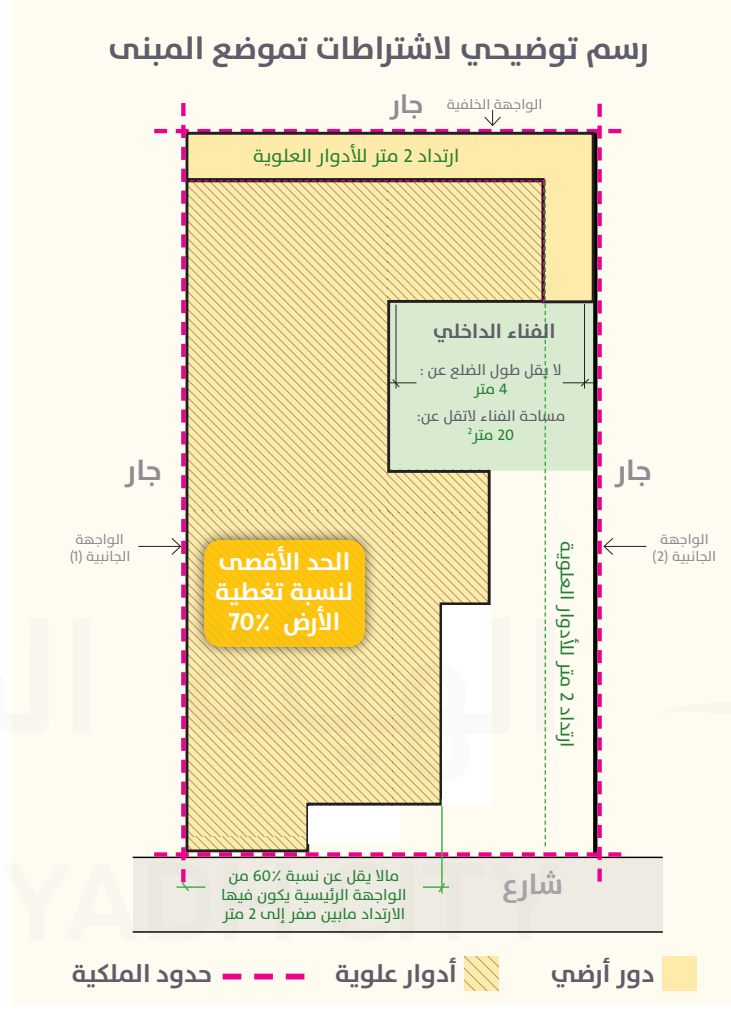 رسم توضيحي لاشتراطات تموضع المبنى
جار
الواجهة الخلفية
ارتداد 2 متر للأدوار العلوية
الفناء الداخلي
لا يقل طول الضلع عن :
4 متر
مساحة الفناء لاتقل عن:
20 متر²
جار
جار
الواجهة
الجانبية (2)
الواجهة
الجانبية (1)
ارتداد 2 متر للأدوار العلوية
الحد الأقصى
لنسبة تغطية
الأرض 70٪
شارع
مالا يقل عن نسبة 60٪ من
الواجهة الرئيسية يكون فيها
الارتداد مابين صفر إلى 2 متر
دور أرضي
أدوار علوية
حدود الملكية